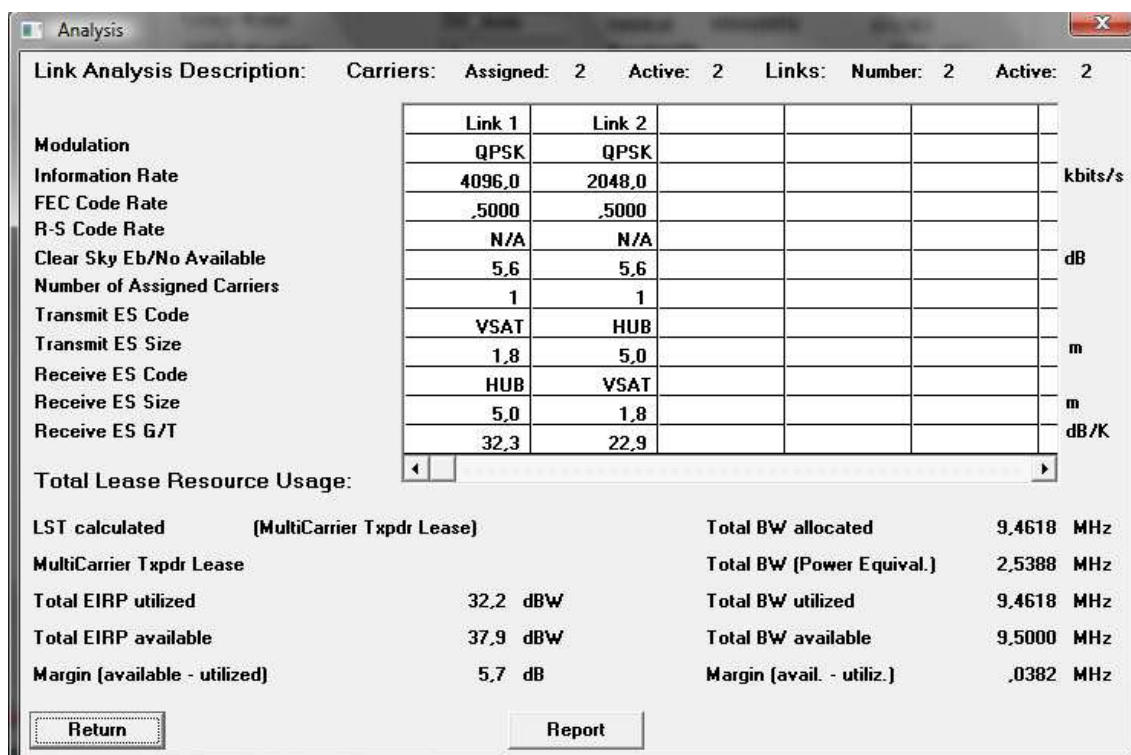 Analysis
Link Analysis Description: Carriers: Assigned: 2 Active: 2 Links: Number: 2 Active: 2
Link 1 Link 2
Modulation QPSK QPSK
Information Rate 4096,0 2048,0 kbits/s
FEC Code Rate ,5000 ,5000
R-S Code Rate N/A N/A
Clear Sky Eb/No Available 5,6 5,6 dB
Number of Assigned Carriers 1 1
Transmit ES Code VSAT HUB
Transmit ES Size 1,8 5,0 m
Receive ES Code HUB VSAT
Receive ES Size 5,0 1,8 m
Receive ES G/T 32,3 22,9 dB/K
Total Lease Resource Usage:
LST calculated (MultiCarrier Txpdr Lease) Total BW allocated 9,4618 MHz
MultiCarrier Txpdr Lease Total BW (Power Equival.) 2,5388 MHz
Total EIRP utilized 32,2 dBW Total BW utilized 9,4618 MHz
Total EIRP available 37,9 dBW Total BW available 9,5000 MHz
Margin (available - utilized) 5,7 dB Margin (avail. - utiliz.) ,0382 MHz
Return Report